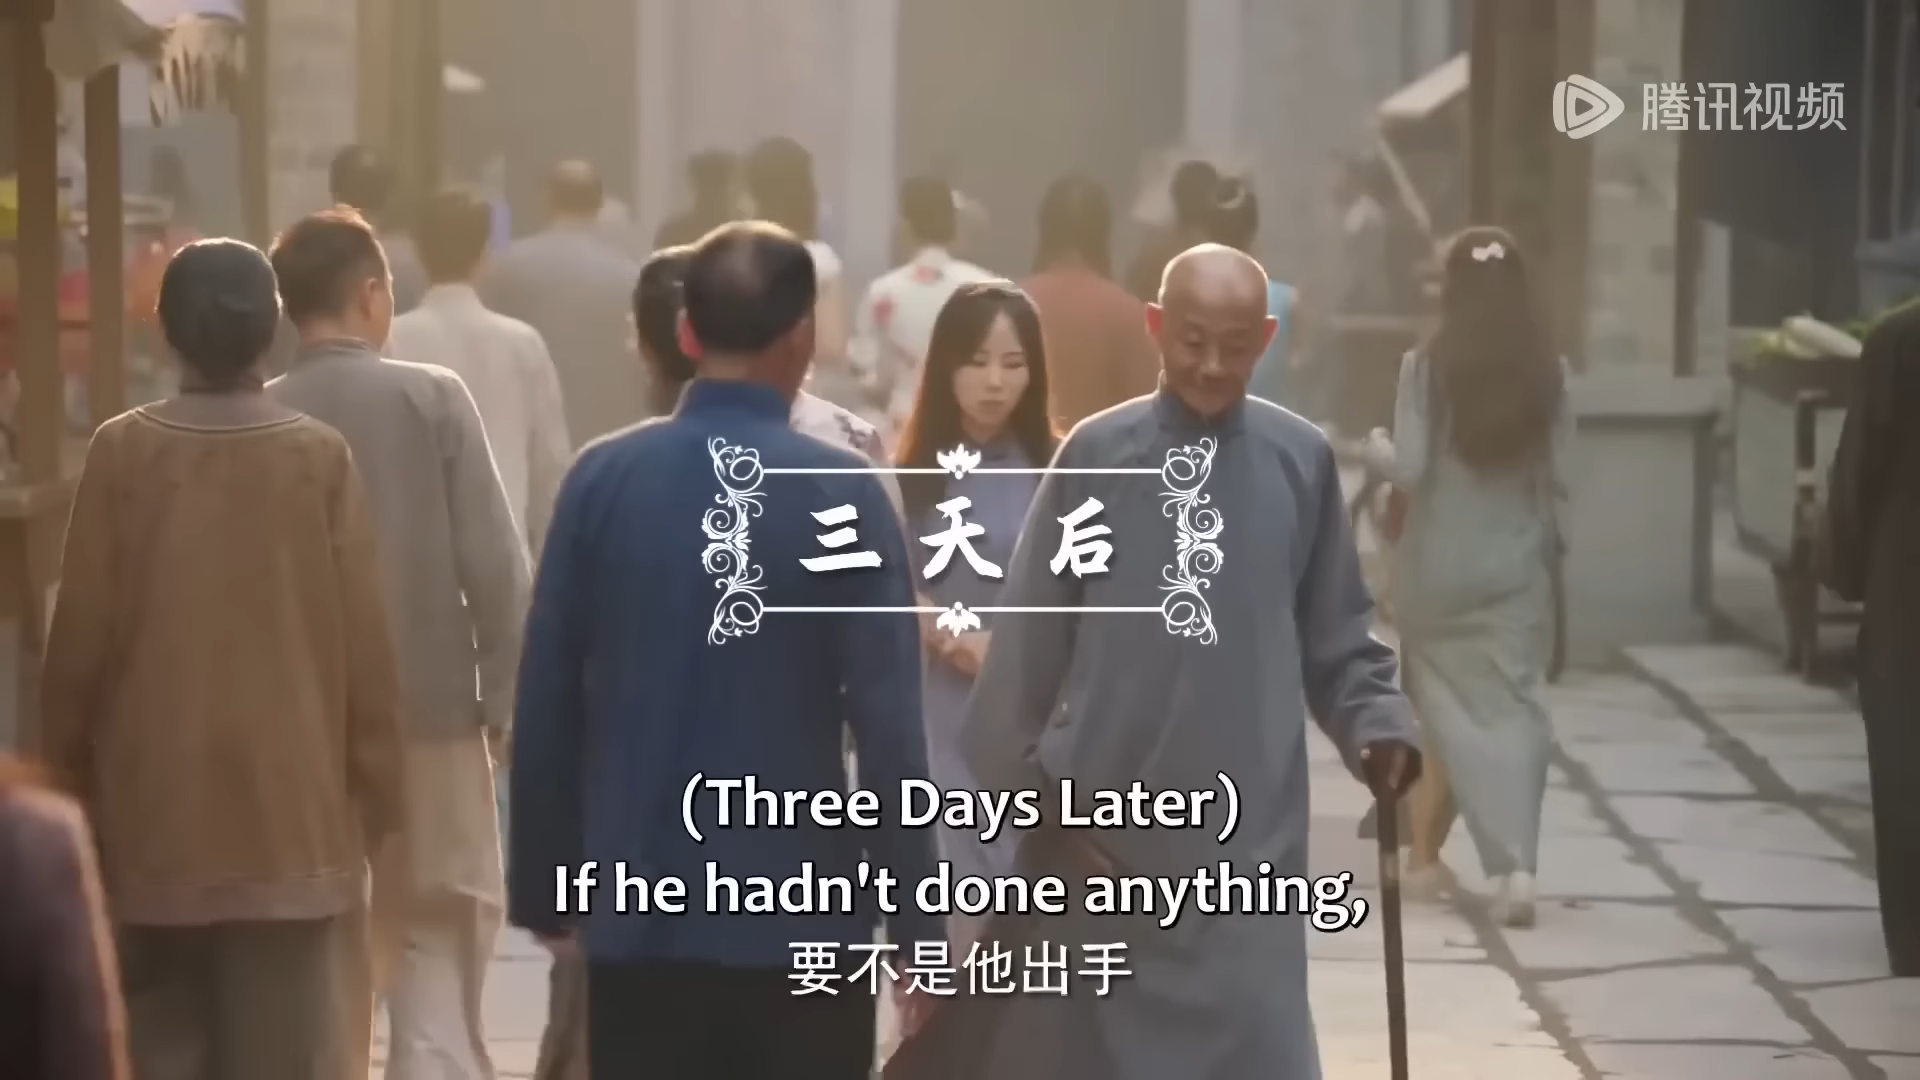 腾讯视频
三天后
(Three Days Later)
If he hadn't done anything,
要不是他出手